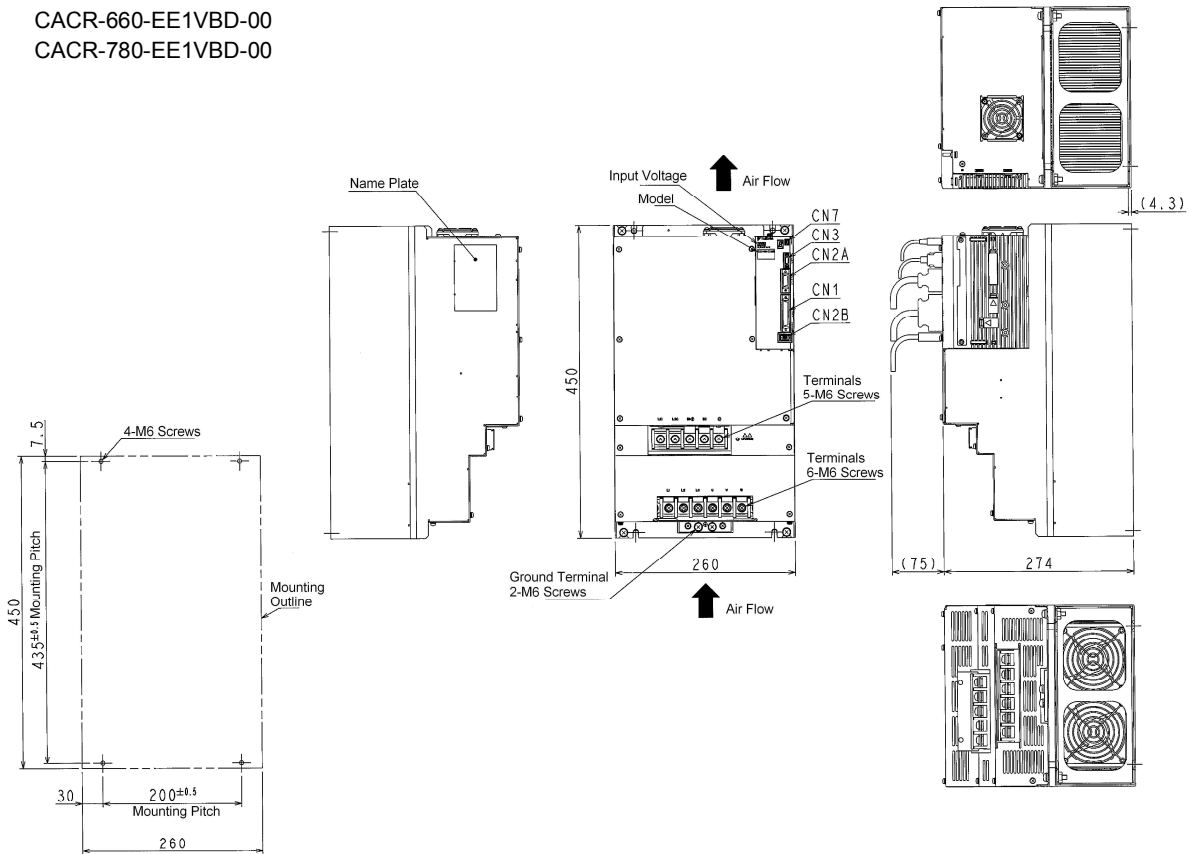 CACR-660-EE1VBD-00
CACR-780-EE1VBD-00
(4.3)
Name Plate
Input Voltage
Model
Air Flow
CN7
CN3
CN2A
CN1
CN2B
450
Terminals
5-M6 Screws
Terminals
6-M6 Screws
Ground Terminal
2-M6 Screws
260
Air Flow
(75)
274
7.5
4-M6 Screws
450
435±0.5 Mounting Pitch
Mounting
Outline
30
200±0.5
Mounting Pitch
260